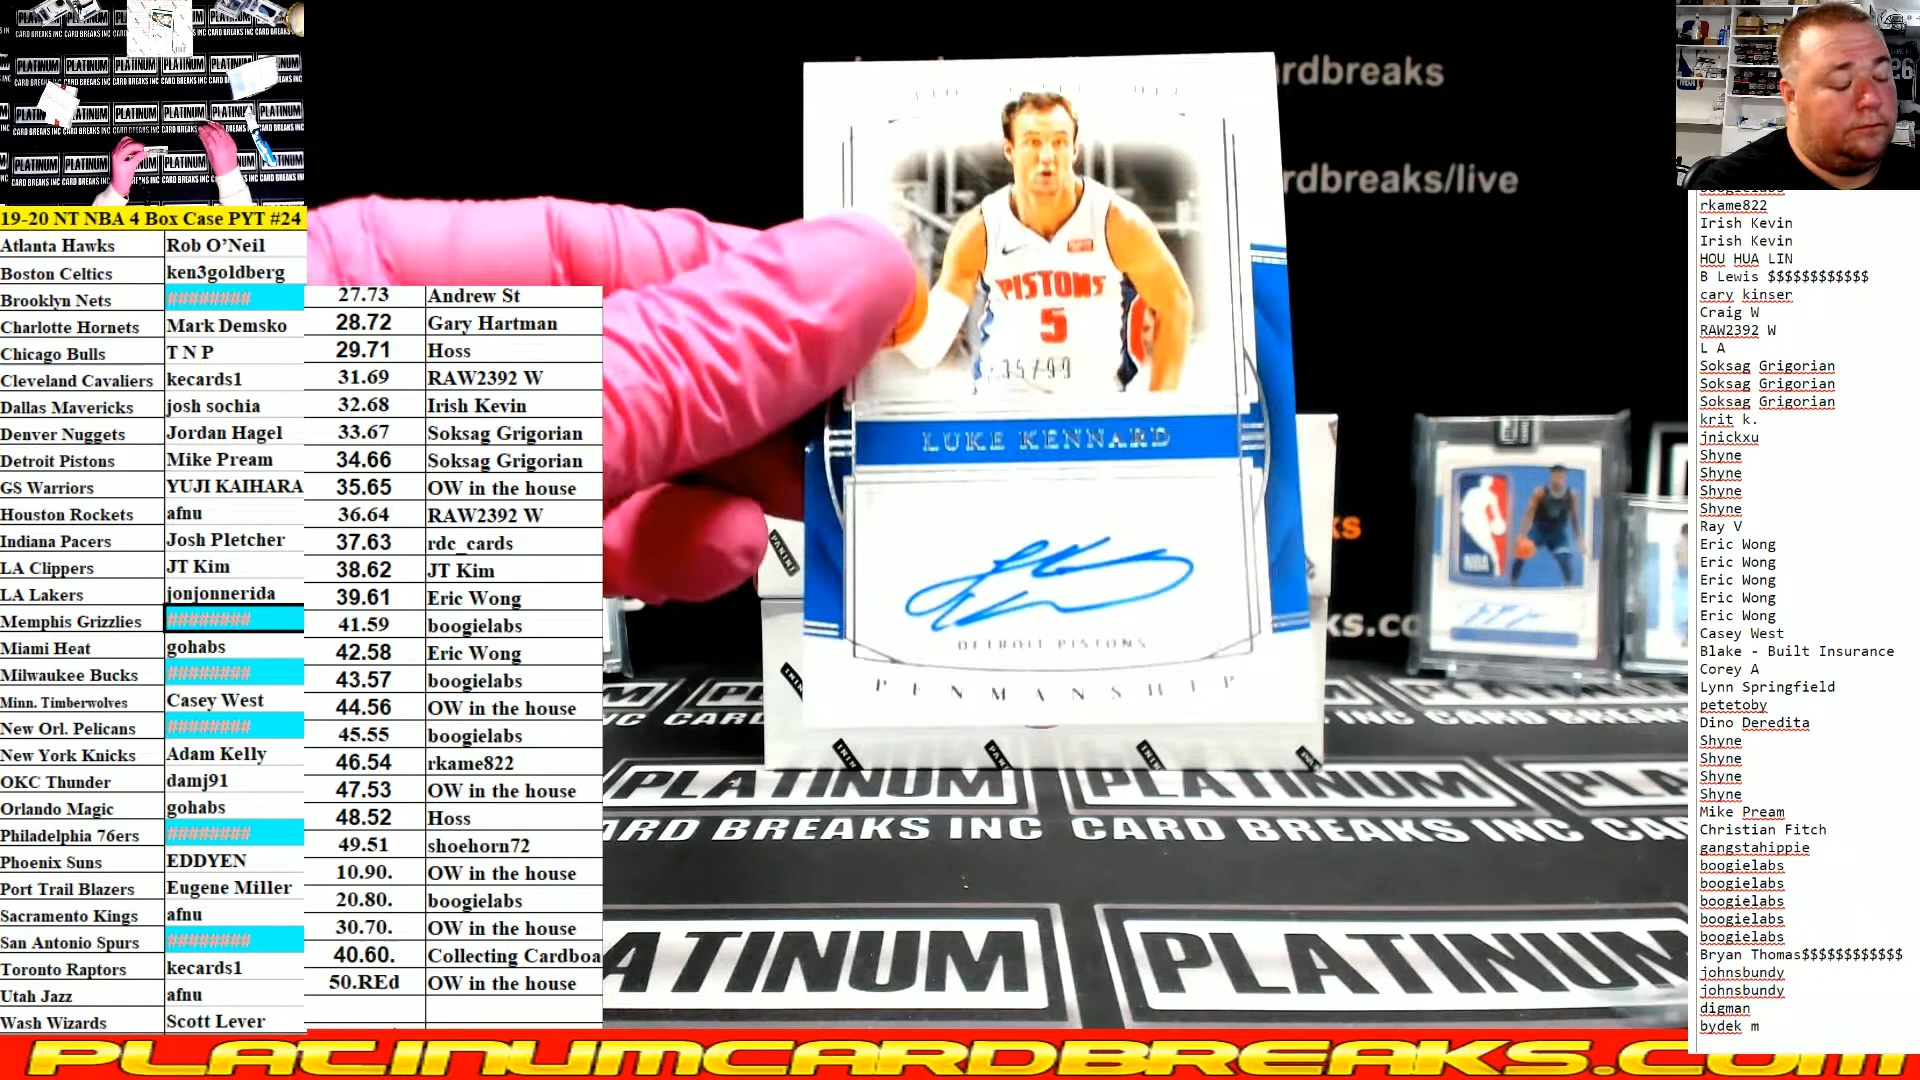 19-20 NT NBA 4 Box Case PYT #24
Atlanta Hawks Rob O'Neil
Boston Celtics ken3goldberg
Brooklyn Nets ########
Charlotte Hornets Mark Demsko
Chicago Bulls T N P
Cleveland Cavaliers kecards1
Dallas Mavericks josh sochia
Denver Nuggets Jordan Hagel
Detroit Pistons Mike Pream
GS Warriors YUJI KAIHARA
Houston Rockets afnu
Indiana Pacers Josh Pletcher
LA Clippers JT Kim
LA Lakers jonjonnerida
Memphis Grizzlies ########
Miami Heat gohabs
Milwaukee Bucks ########
Minn. Timberwolves Casey West
New Orl. Pelicans ########
New York Knicks Adam Kelly
OKC Thunder damj91
Orlando Magic gohabs
Philadelphia 76ers ########
Phoenix Suns EDDYEN
Port Trail Blazers Eugene Miller
Sacramento Kings afnu
San Antonio Spurs ########
Toronto Raptors kecards1
Utah Jazz afnu
Wash Wizards Scott Lever
27.73 Andrew St
28.72 Gary Hartman
29.71 Hoss
31.69 RAW2392 W
32.68 Irish Kevin
33.67 Soksag Grigorian
34.66 Soksag Grigorian
35.65 OW in the house
36.64 RAW2392 W
37.63 rdc_cards
38.62 JT Kim
39.61 Eric Wong
41.59 boogielabs
42.58 Eric Wong
43.57 boogielabs
44.56 OW in the house
45.55 boogielabs
46.54 rkame822
47.53 OW in the house
48.52 Hoss
49.51 shoehorn72
10.90. OW in the house
20.80. boogielabs
30.70. OW in the house
40.60. Collecting Cardboa
50.REd OW in the house
cardbreaks
rdbreaks/live
PISTONS
5
35/99
LUKE KENNARD
DETROIT PISTONS
PENMANSHIP
PANINI
ks
ks.co
NBA
PLATINUM PLATINUM
CARD BREAKS INC CARD BREAKS INC
PLATINUM PLATINUM
boogielabs
rkame822
Irish Kevin
Irish Kevin
HOU HUA LIN
B Lewis $$$$$$$$$$$$
cary kinser
Craig W
RAW2392 W
L A
Soksag Grigorian
Soksag Grigorian
Soksag Grigorian
krit k.
jnickxu
Shyne
Shyne
Shyne
Shyne
Ray V
Eric Wong
Eric Wong
Eric Wong
Eric Wong
Eric Wong
Casey West
Blake - Built Insurance
Corey A
Lynn Springfield
petetoby
Dino Deredita
Shyne
Shyne
Shyne
Shyne
Mike Pream
Christian Fitch
gangstahippie
boogielabs
boogielabs
boogielabs
boogielabs
boogielabs
Bryan Thomas$$$$$$$$$$$$
johnsbundy
johnsbundy
digman
bydek m
PLATINUMCARDBREAKS.COM